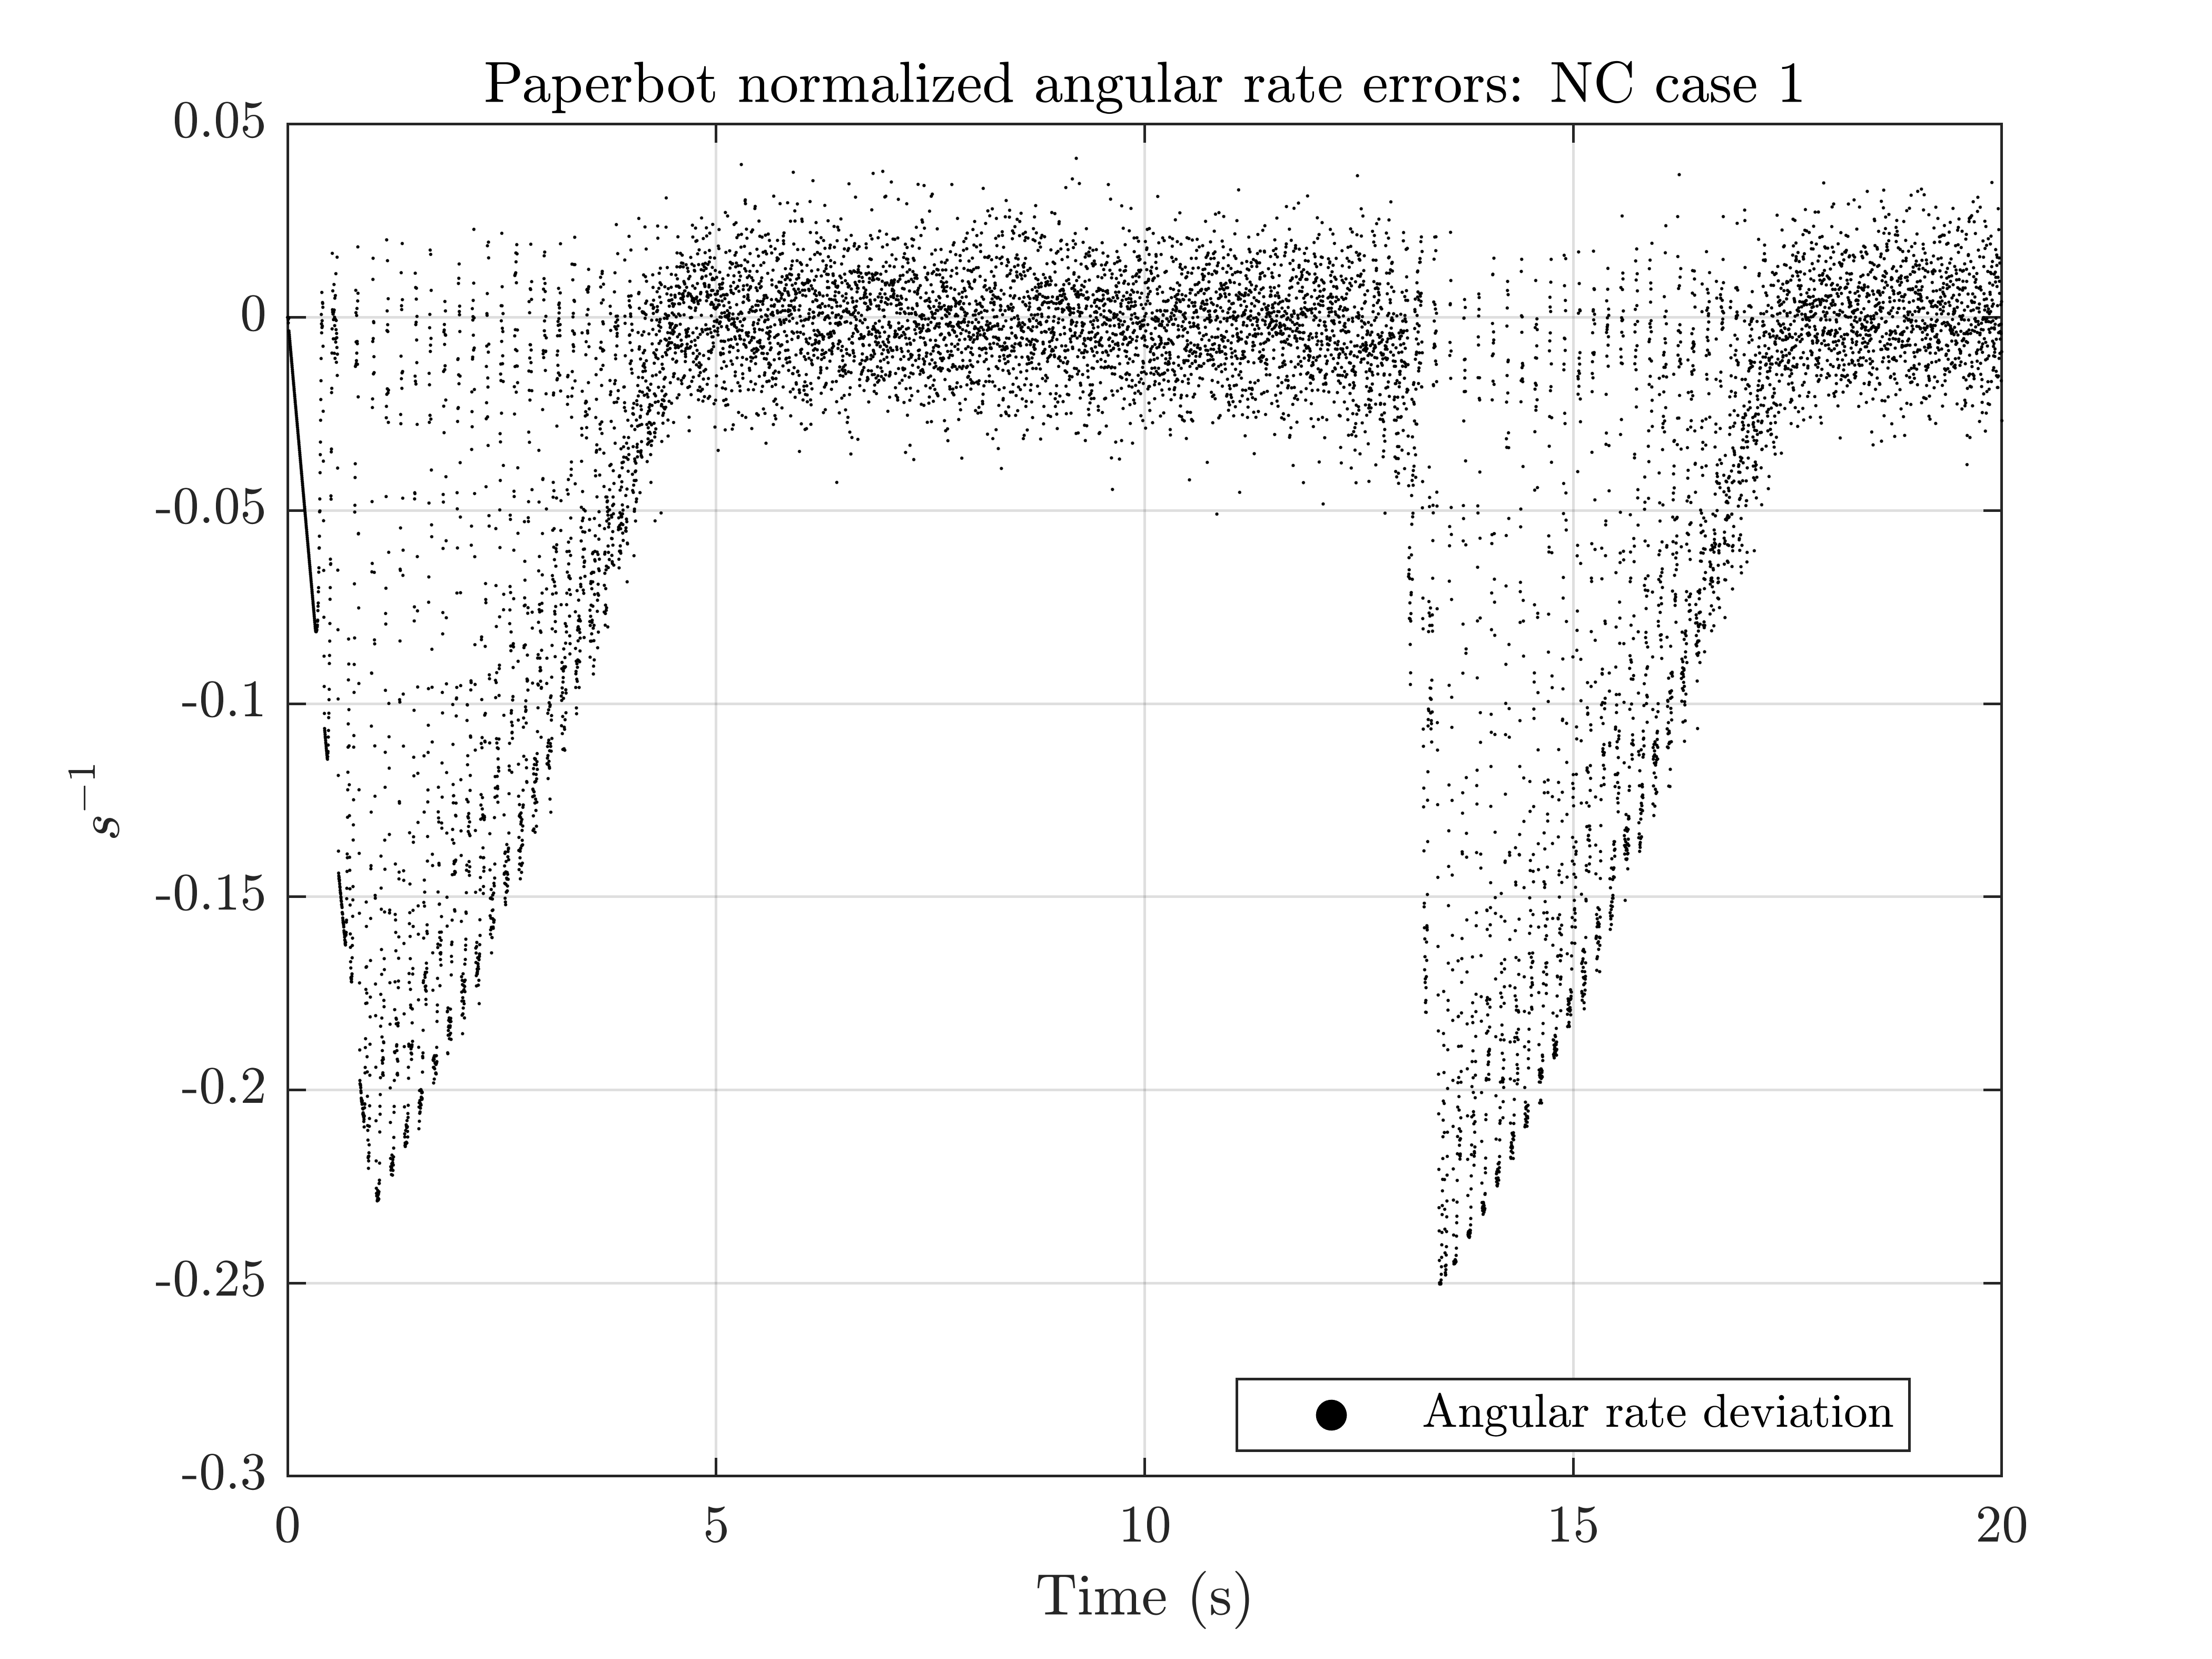 Paperbot normalized angular rate errors: NC case 1
0.05
0
-0.05
-0.1
-0.15
-0.2
-0.25
-0.3
s⁻¹
0 5 10 15 20
Time (s)
Angular rate deviation